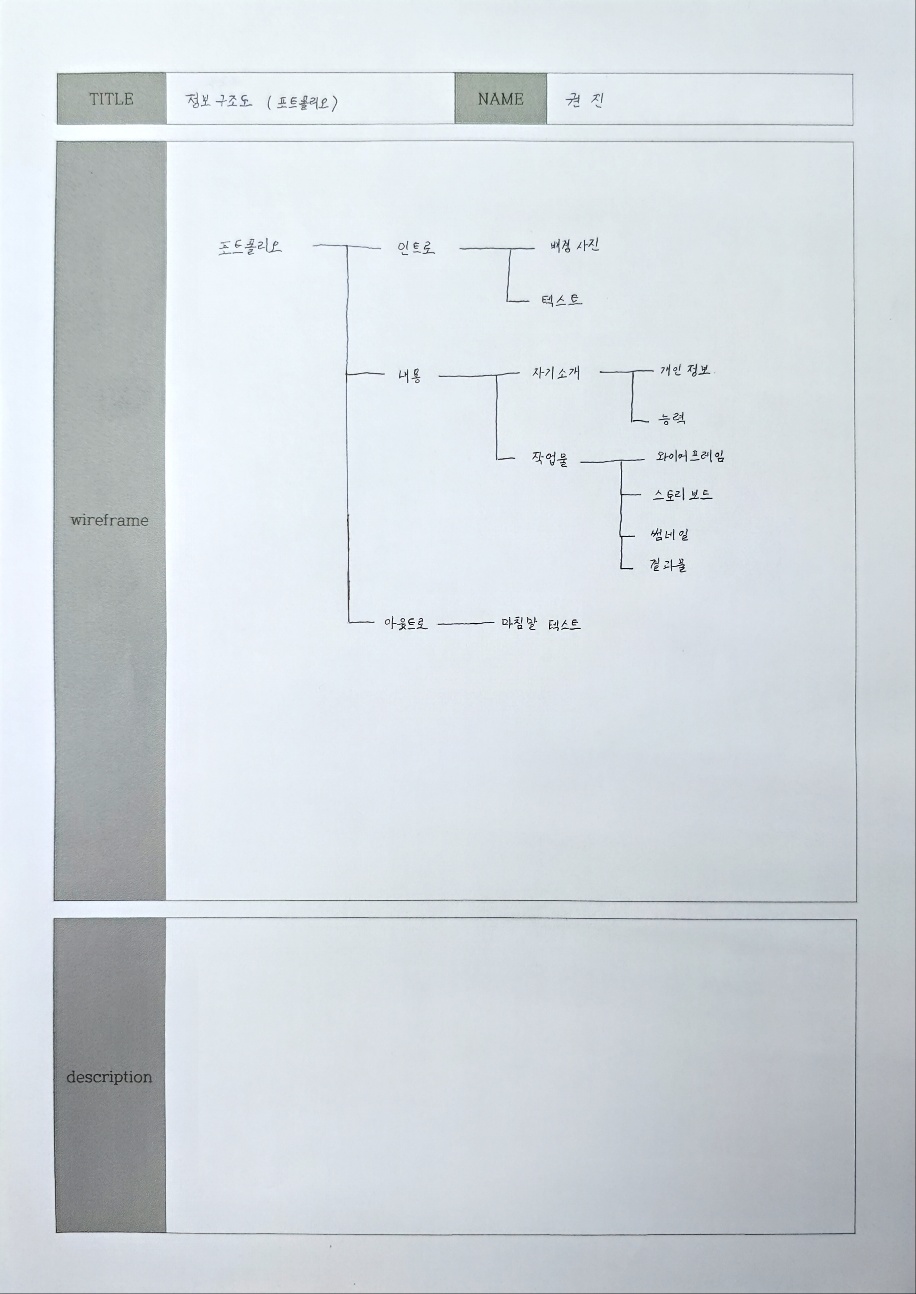 TITLE 정보 구조도 (포트폴리오) NAME 권 진
포트폴리오 인트로 배경 사진
텍스트
내용 자기소개 개인 정보
능력
작업물 와이어프레임
스토리 보드
wireframe
썸네일
결과물
아웃트로 마침말 텍스트
description